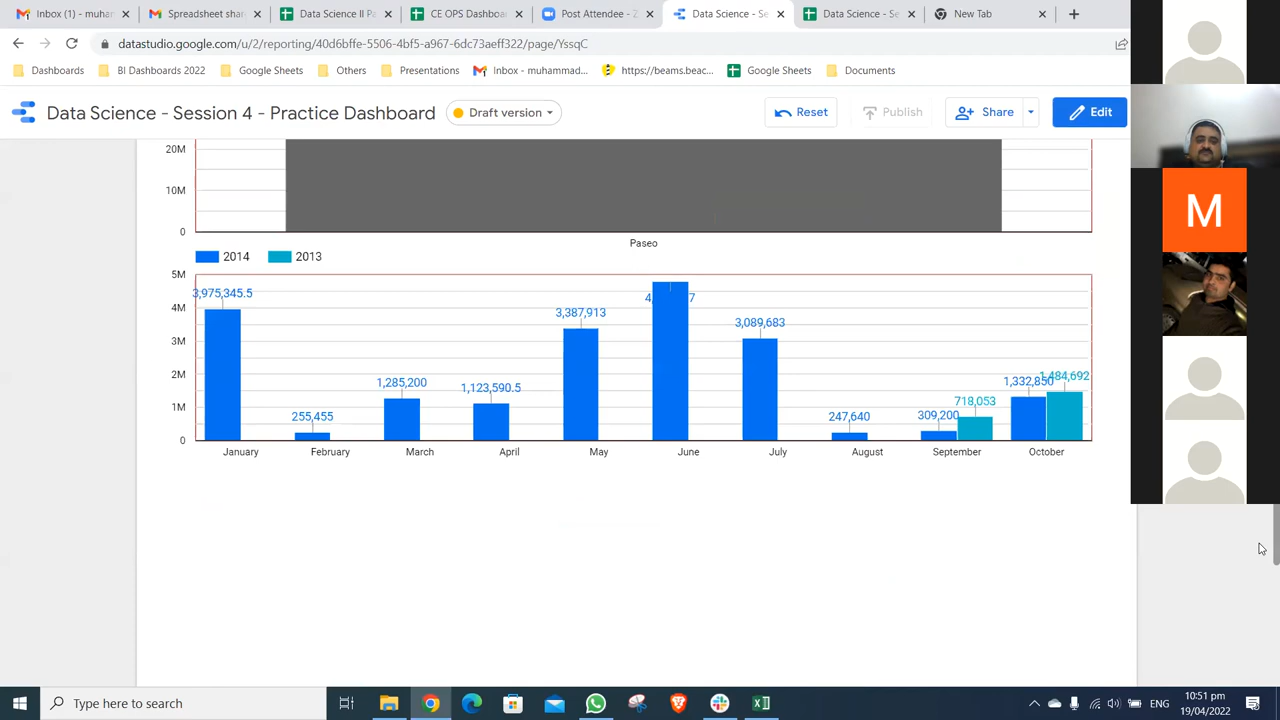 Inbox (1) - muhan
Spreadsheet shar
Data Science II Pa
CE CO'S Dashboar
Post Attendee - Z
Data Science - Se
Data Science - Se
New Tab
datastudio.google.com/u/2/reporting/40d6bffe-5506-4bf5-a967-6dc73aeff322/page/YssqC
Dashboards
BI Dashboards 2022
Google Sheets
Others
Presentations
Inbox - muhammad...
https://beams.beac...
Google Sheets
Documents
Data Science - Session 4 - Practice Dashboard
Draft version
Reset
Publish
Share
Edit
20M
10M
0
Paseo
2014
2013
5M
4M
3M
2M
1M
0
3,975,345.5
255,455
1,285,200
1,123,590.5
3,387,913
3,089,683
247,640
309,200
718,053
1,332,850
1,484,692
January
February
March
April
May
June
July
August
September
October
M
Type here to search
ENG
10:51 pm
19/04/2022